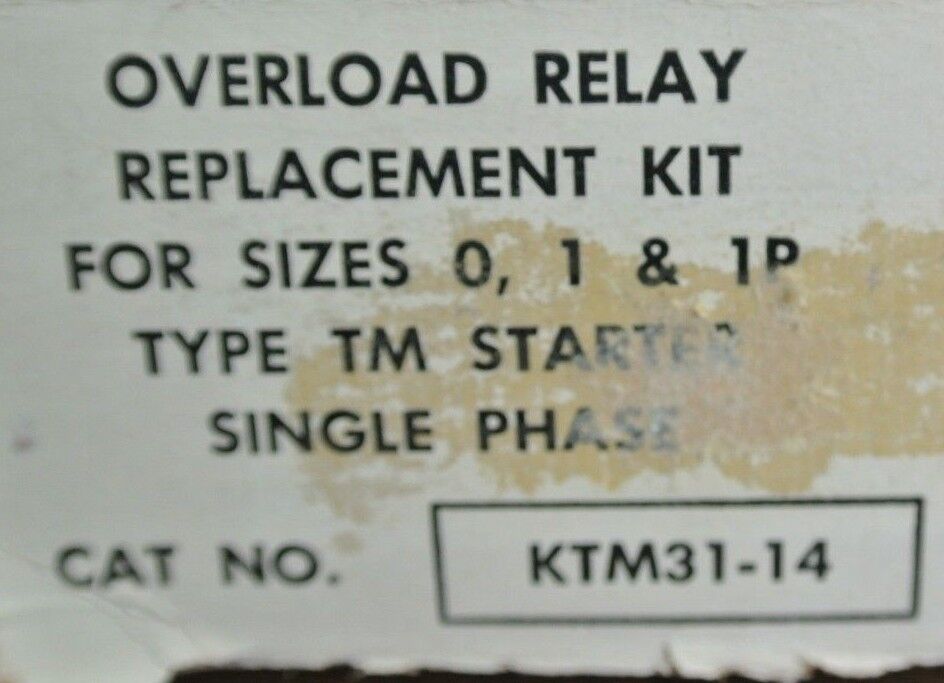 OVERLOAD RELAY
REPLACEMENT KIT
FOR SIZES 0, 1 & 1P
TYPE TM STARTER
SINGLE PHASE
CAT NO. KTM31-14